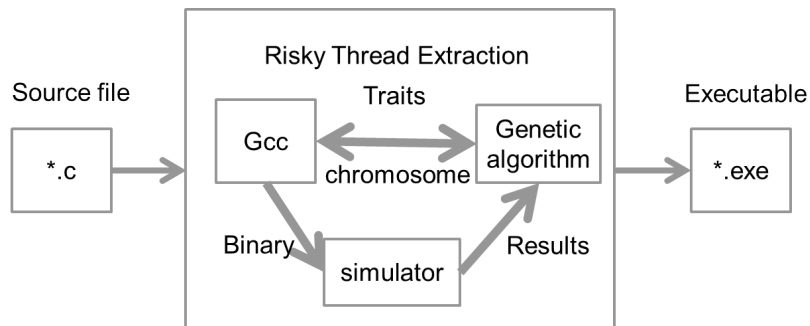 Risky Thread Extraction
Source file
Traits
Executable
Gcc
Genetic
algorithm
*.c
*.exe
chromosome
Binary
Results
simulator